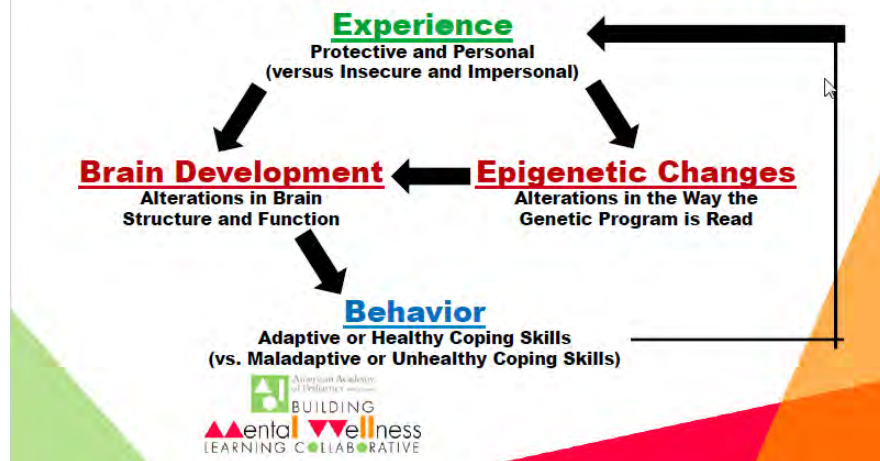 Experience
Protective and Personal
(versus Insecure and Impersonal)
Brain Development
Alterations in Brain
Structure and Function
Epigenetic Changes
Alterations in the Way the
Genetic Program is Read
Behavior
Adaptive or Healthy Coping Skills
(vs. Maladaptive or Unhealthy Coping Skills)
American Academy
of Pediatrics
BUILDING
Mental Wellness
LEARNING COLLABORATIVE